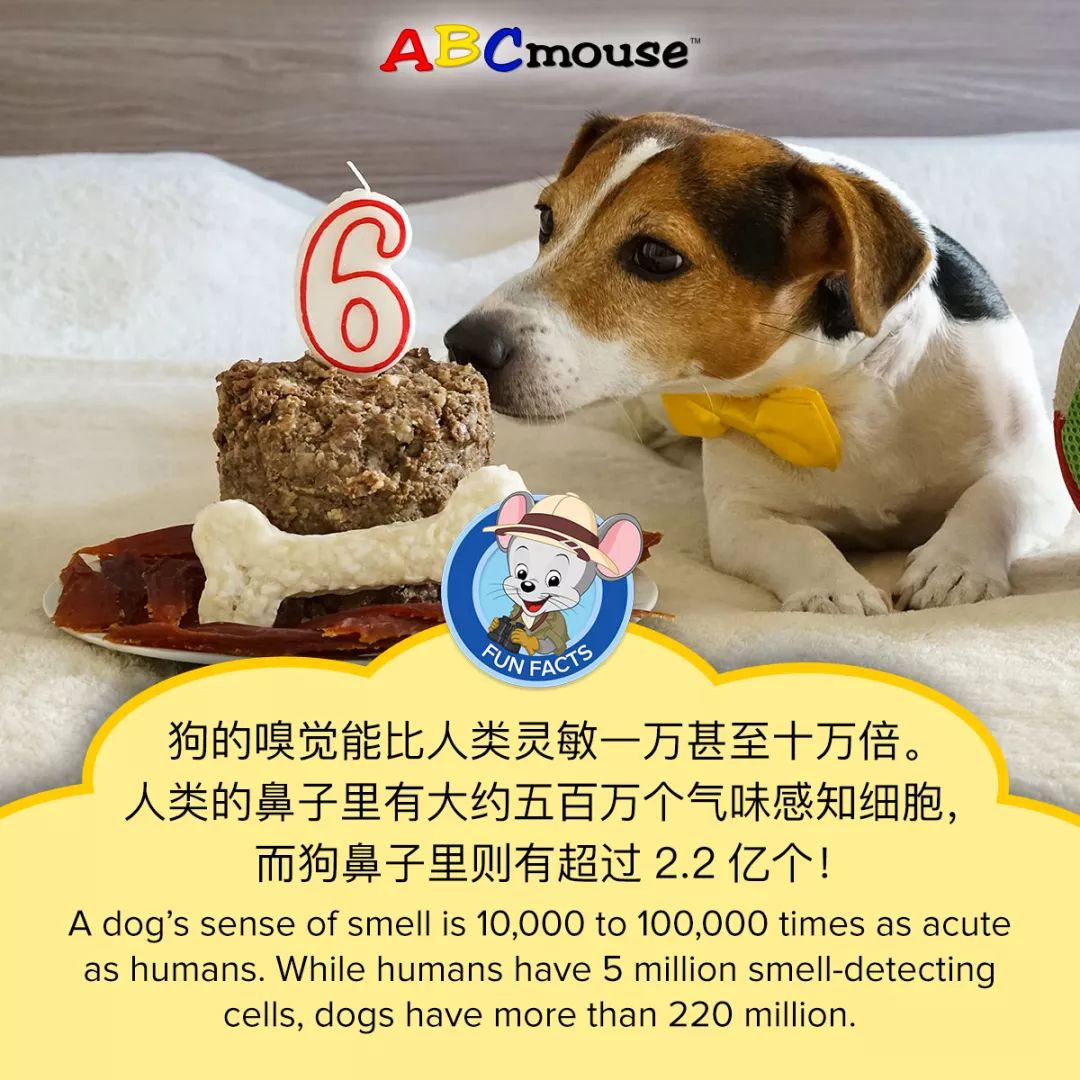 ABCmouse™
6
FUN FACTS
狗的嗅觉能比人类灵敏一万甚至十万倍。
人类的鼻子里有大约五百万个气味感知细胞，
而狗鼻子里则有超过 2.2 亿个！
A dog’s sense of smell is 10,000 to 100,000 times as acute
as humans. While humans have 5 million smell-detecting
cells, dogs have more than 220 million.